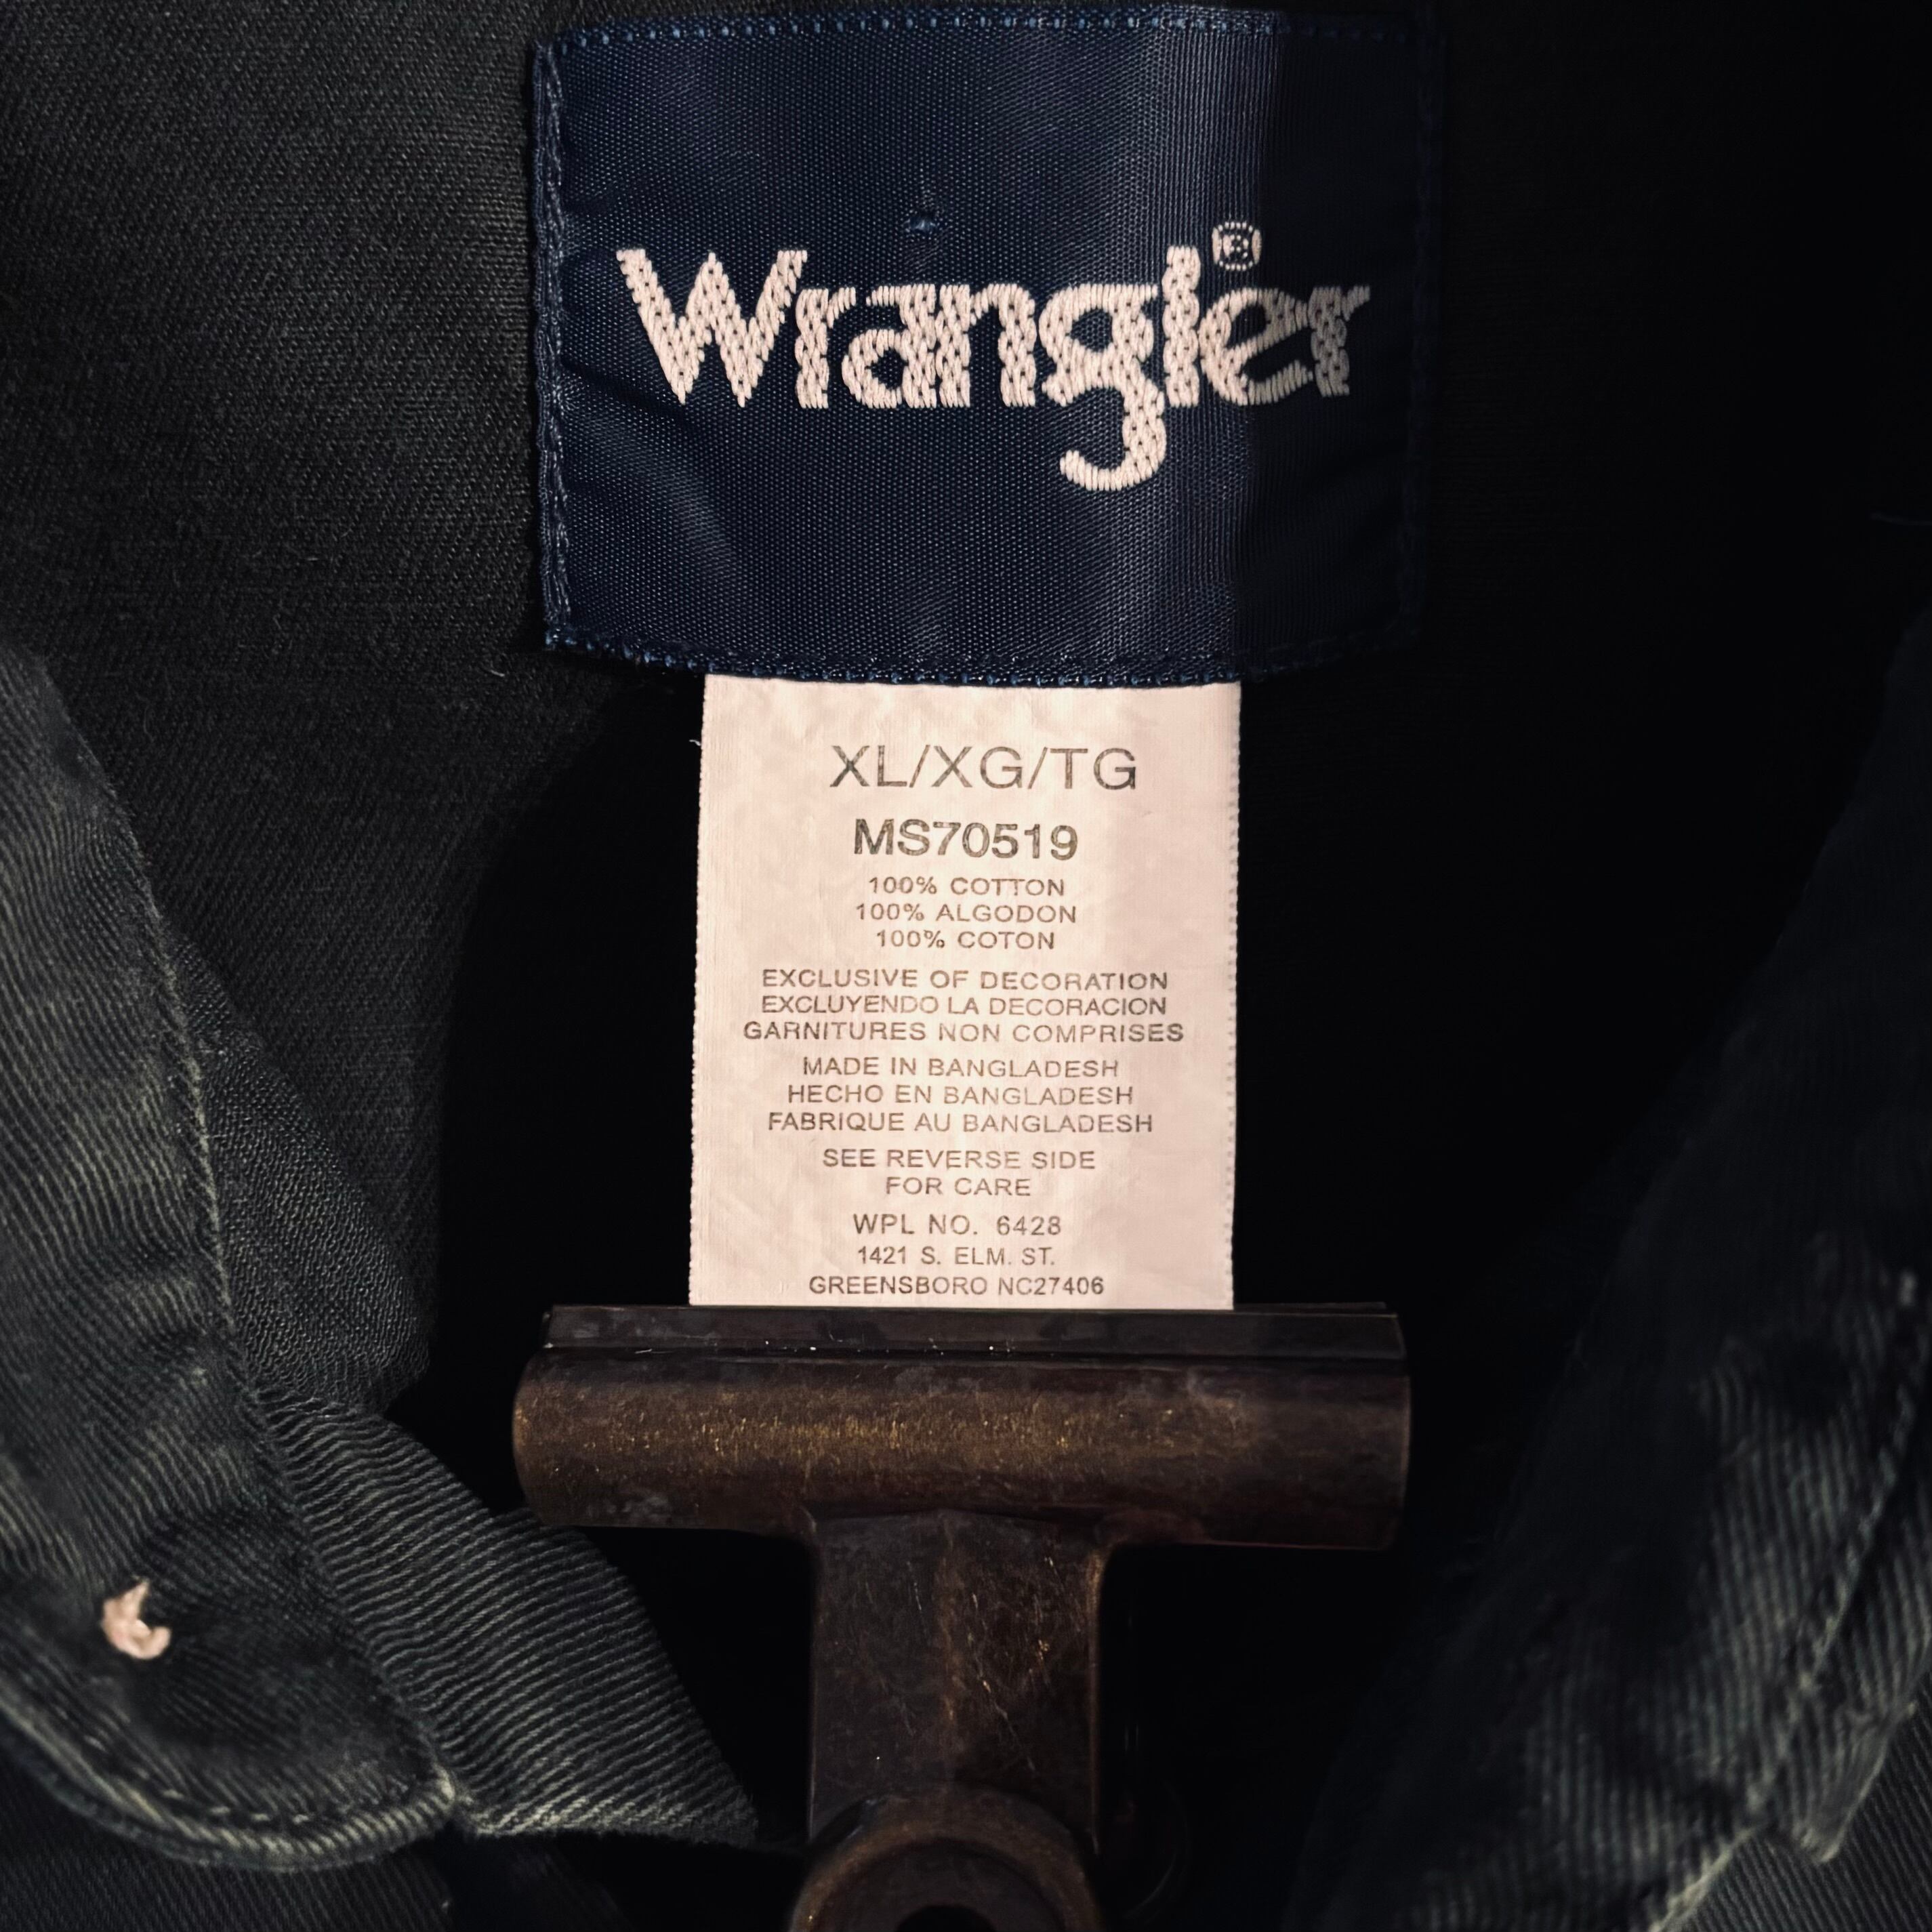 Wrangler®
XL/XG/TG
MS70519
100% COTTON
100% ALGODON
100% COTON
EXCLUSIVE OF DECORATION
EXCLUYENDO LA DECORACION
GARNITURES NON COMPRISES
MADE IN BANGLADESH
HECHO EN BANGLADESH
FABRIQUE AU BANGLADESH
SEE REVERSE SIDE
FOR CARE
WPL NO. 6428
1421 S. ELM. ST.
GREENSBORO NC27406